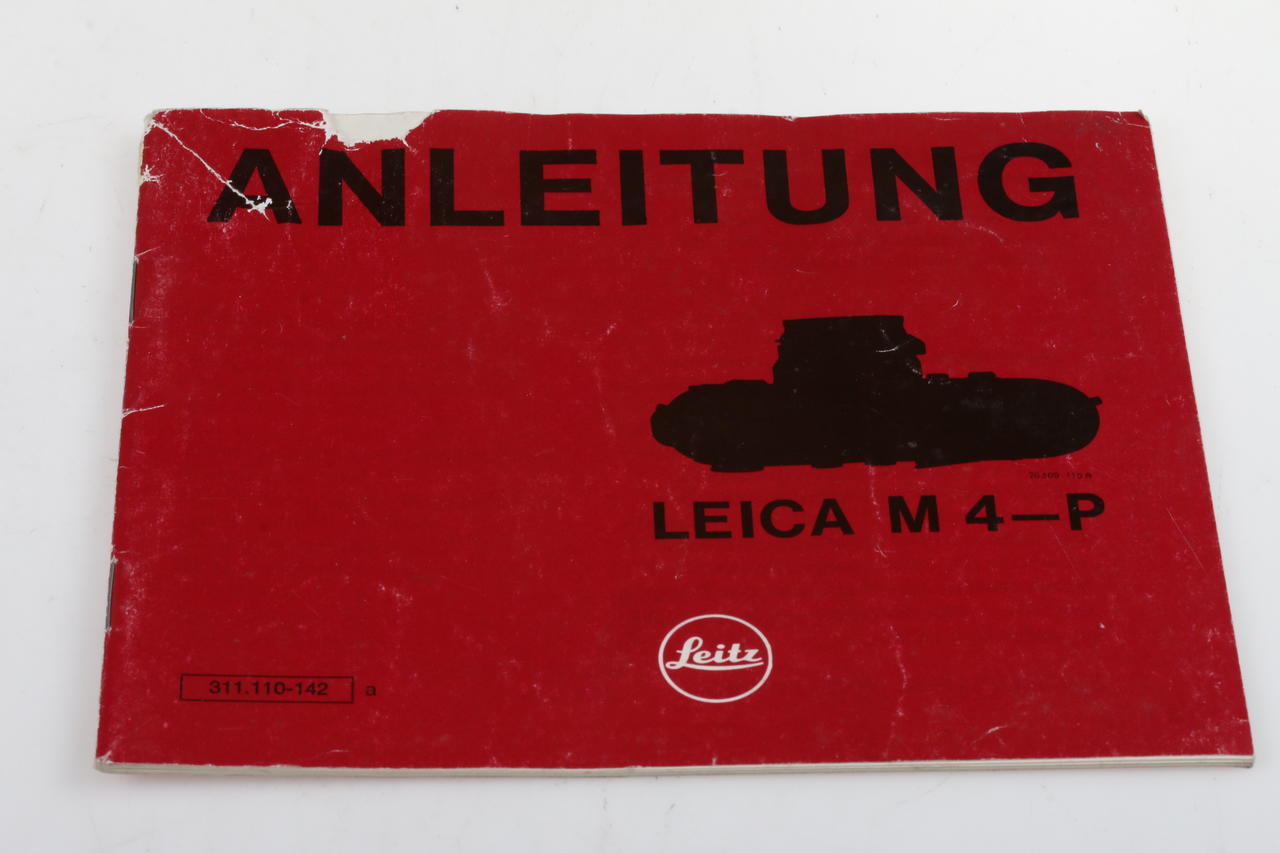 ANLEITUNG
LEICA M 4—P
Leitz
311.110-142 a